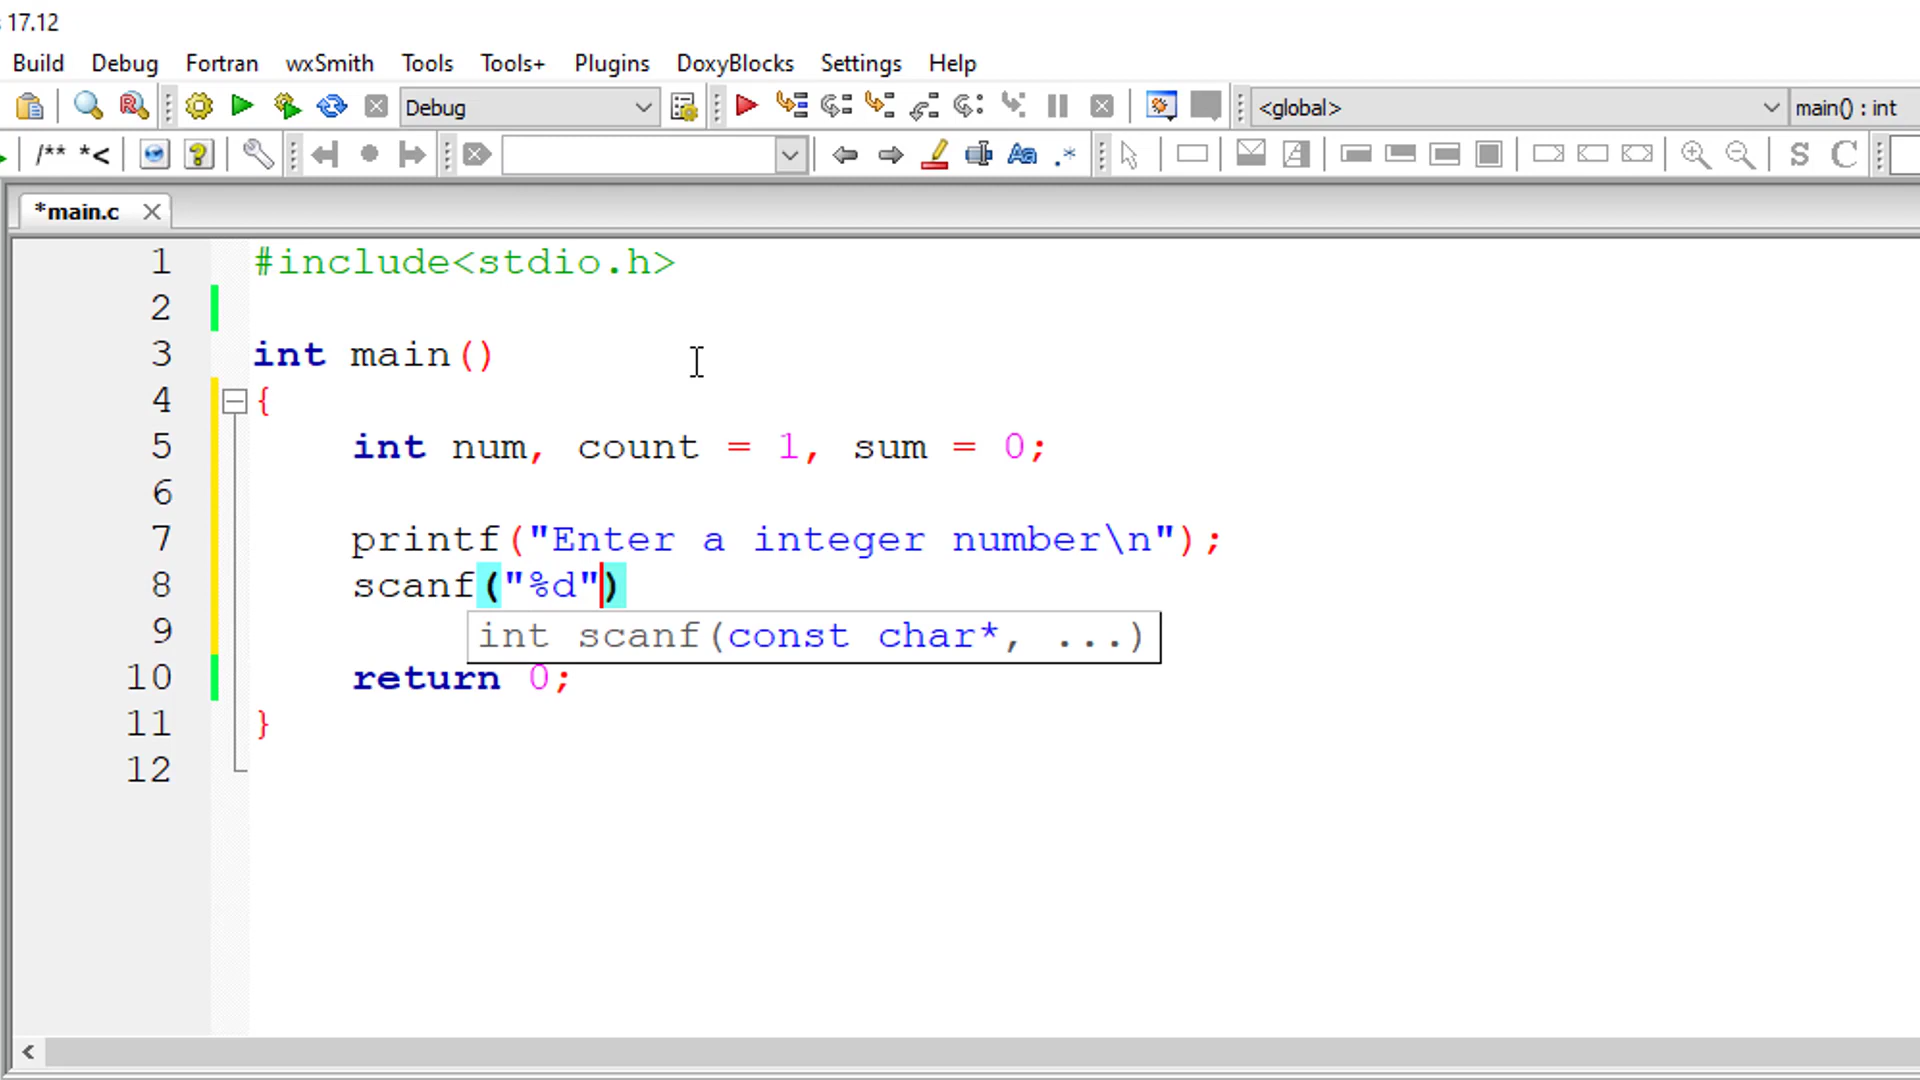 17.12
Build Debug Fortran wxSmith Tools Tools+ Plugins DoxyBlocks Settings Help
Debug <global> main() : int
/** *< Aa .* S C
*main.c
1 #include<stdio.h>
2
3 int main()
4 {
5 int num, count = 1, sum = 0;
6
7 printf("Enter a integer number\n");
8 scanf("%d")
9 int scanf(const char*, ...)
10 return 0;
11 }
12